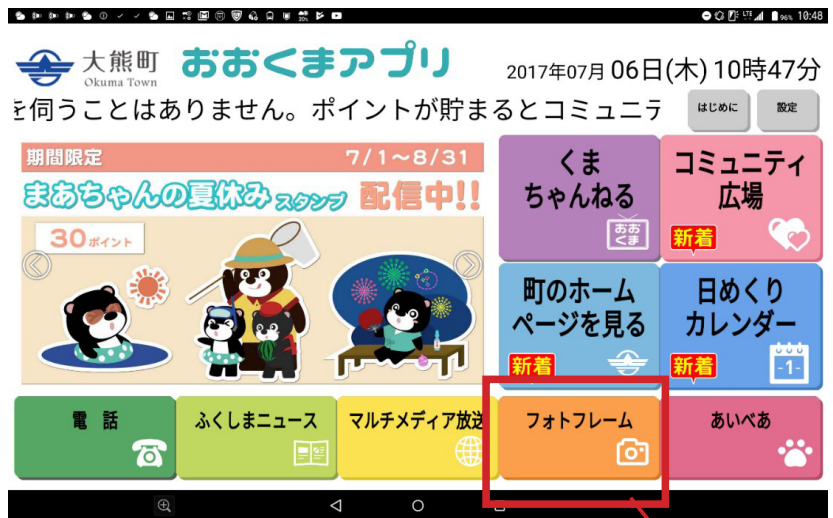 96% 10:48
大熊町
Okuma Town
おおくまアプリ
2017年07月 06日(木) 10時47分
を伺うことはありません。ポイントが貯まるとコミュニテ
はじめに
設定
期間限定
7/1～8/31
まあちゃんの夏休み スタンプ 配信中!!
30ポイント
くま
ちゃんねる
おお
くま
コミュニティ
広場
新着
町のホーム
ページを見る
新着
日めくり
カレンダー
新着
-1-
電 話
ふくしまニュース
マルチメディア放送
フォトフレーム
あいべあ